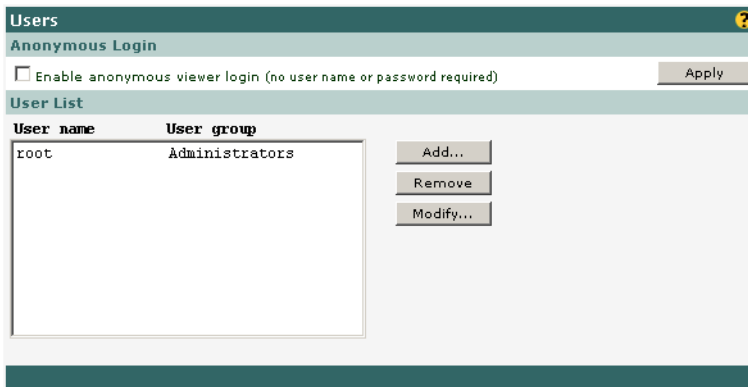 Users ?
Anonymous Login
Enable anonymous viewer login (no user name or password required) Apply
User List
User name User group
root Administrators
Add...
Remove
Modify...